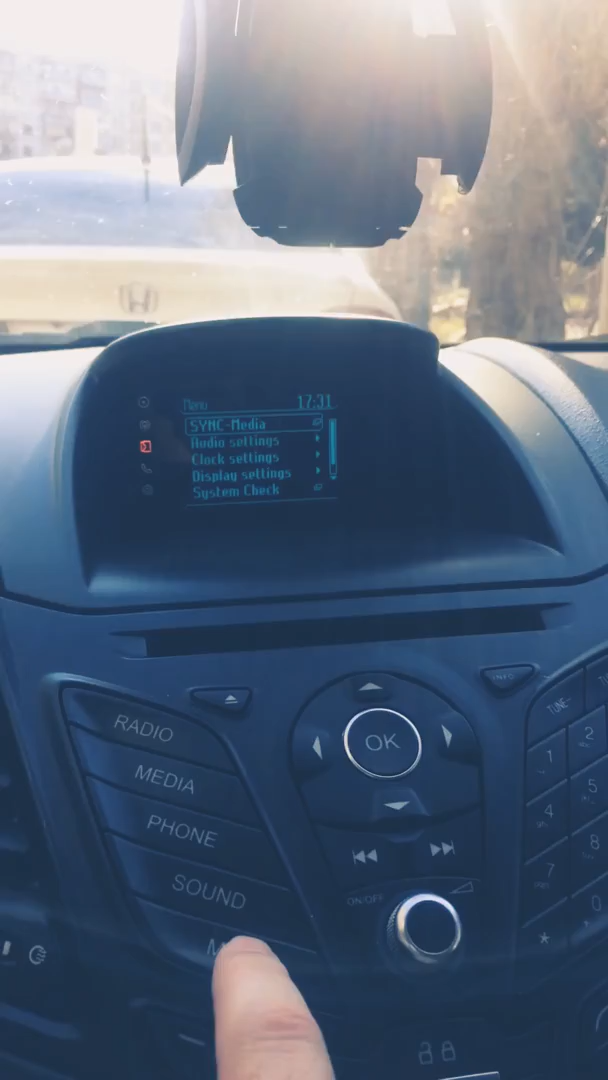 Menu 17:31
SYNC-Media
Audio settings
Clock settings
Display settings
System Check
INFO
RADIO
MEDIA
PHONE
SOUND
M
OK
ON/OFF
TUNE-
1
2
4
5
7
8
*
0